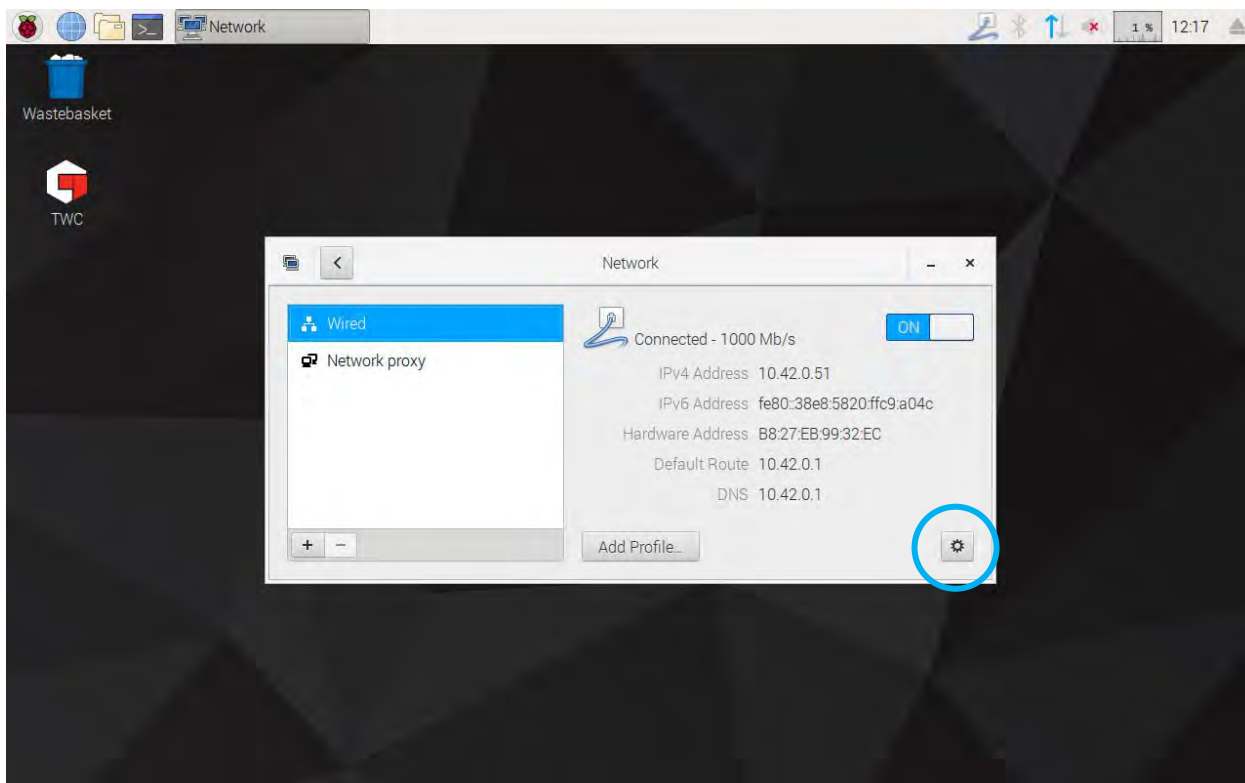 Network
1 %
12:17
Wastebasket
TWC
Network
Wired
Network proxy
Connected - 1000 Mb/s
ON
IPv4 Address 10.42.0.51
IPv6 Address fe80::38e8:5820:ffc9:a04c
Hardware Address B8:27:EB:99:32:EC
Default Route 10.42.0.1
DNS 10.42.0.1
Add Profile...